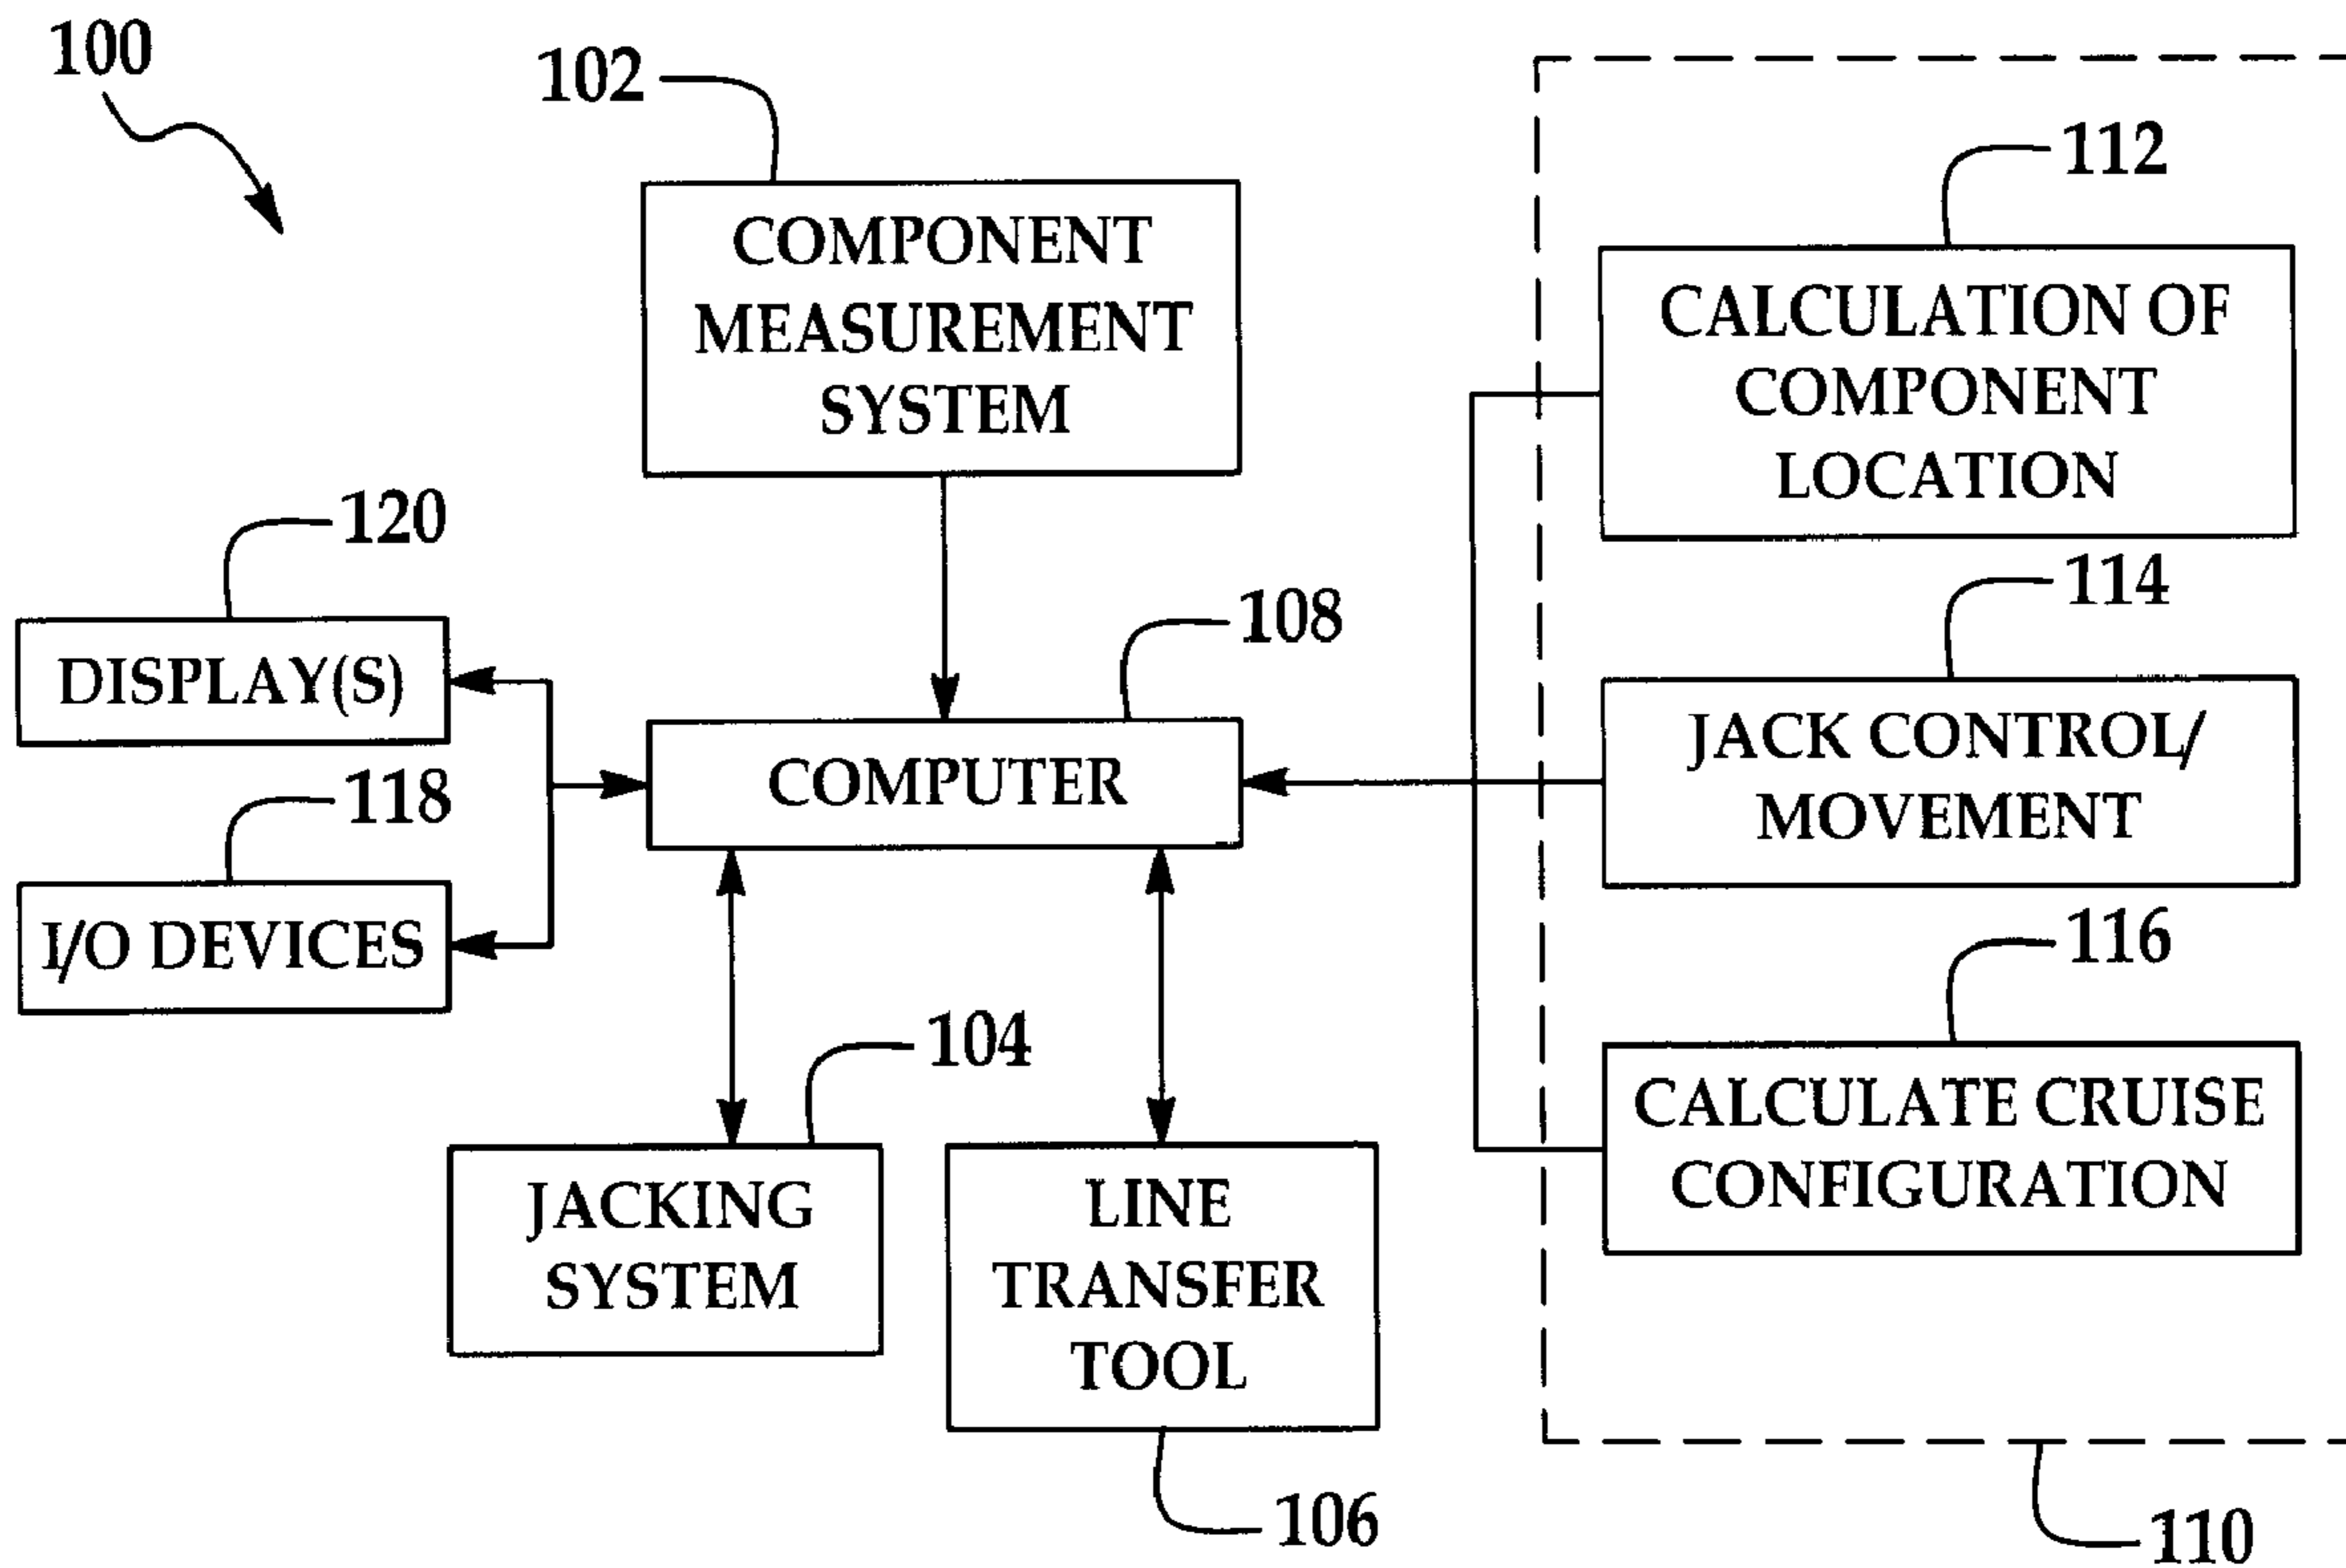 100
102
COMPONENT
MEASUREMENT
SYSTEM
112
CALCULATION OF
COMPONENT
LOCATION
120
DISPLAY(S)
108
COMPUTER
114
JACK CONTROL/
MOVEMENT
118
I/O DEVICES
116
CALCULATE CRUISE
CONFIGURATION
104
JACKING
SYSTEM
LINE
TRANSFER
TOOL
106
110